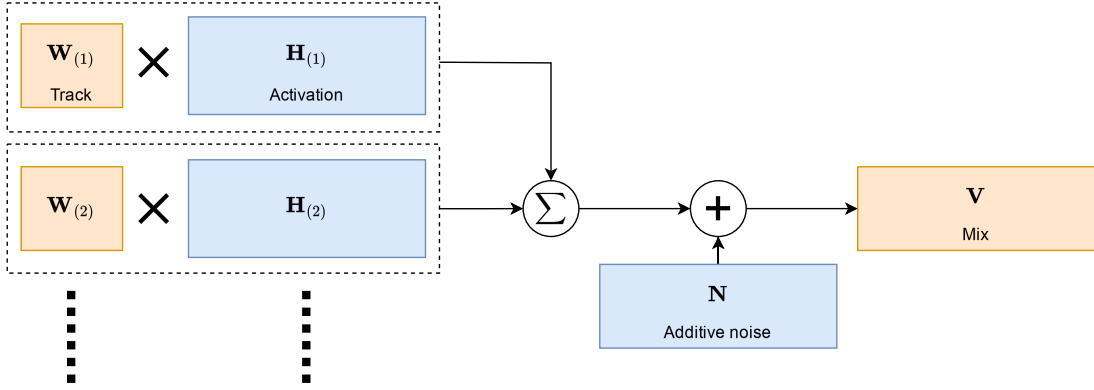 W(1) × H(1)
Track Activation
W(2) × H(2)
∑ +
V
Mix
N
Additive noise